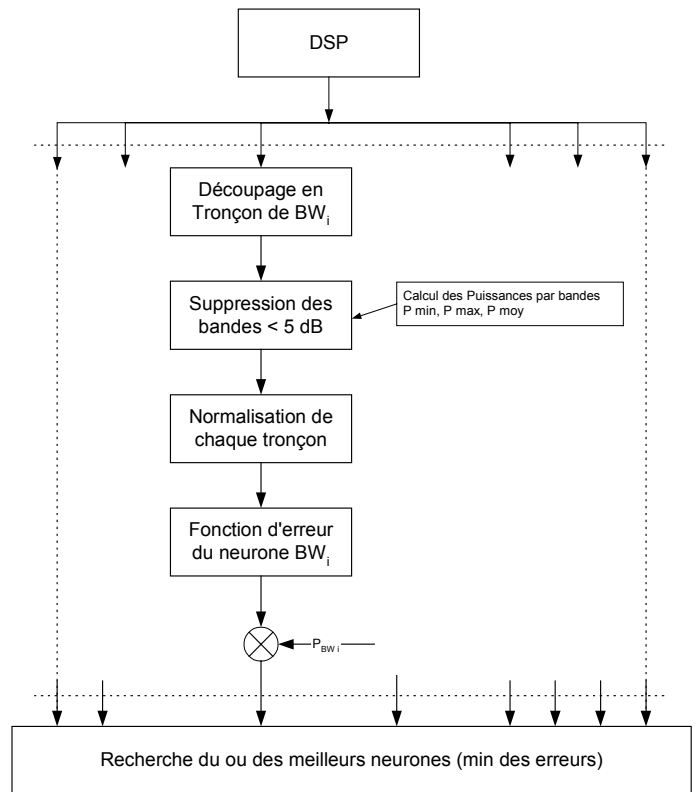 DSP
Découpage en
Tronçon de BWi
Suppression des
bandes < 5 dB
Calcul des Puissances par bandes
P min, P max, P moy
Normalisation de
chaque tronçon
Fonction d'erreur
du neurone BWi
PBW i
Recherche du ou des meilleurs neurones (min des erreurs)